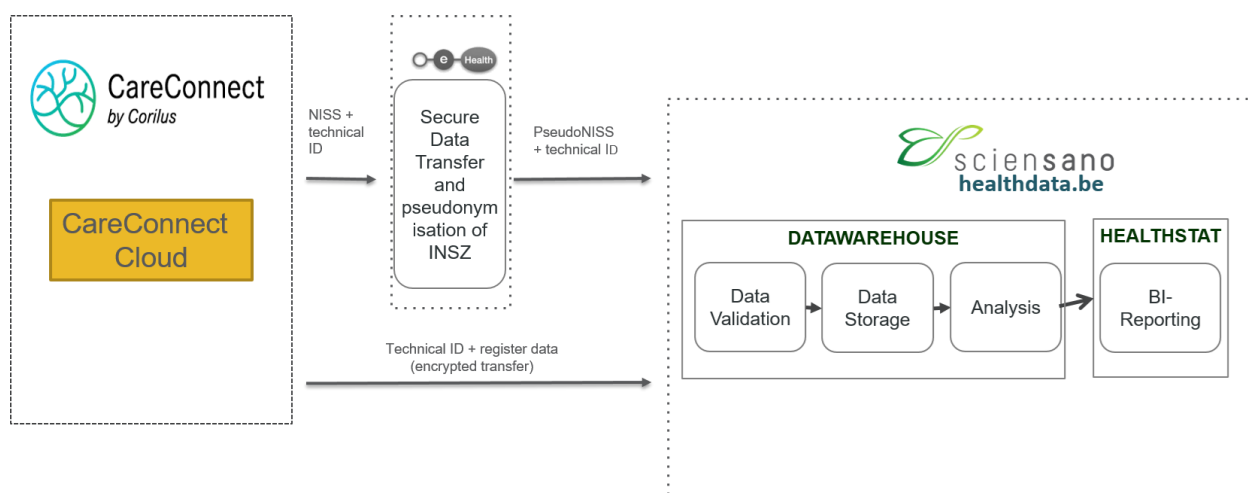 CareConnect
by Corilus
CareConnect
Cloud
NISS +
technical
ID
e
Health
Secure
Data
Transfer
and
pseudonym
isation of
INSZ
PseudoNISS
+ technical ID
Technical ID + register data
(encrypted transfer)
sciensano
healthdata.be
DATAWAREHOUSE
Data
Validation
Data
Storage
Analysis
HEALTHSTAT
BI-
Reporting